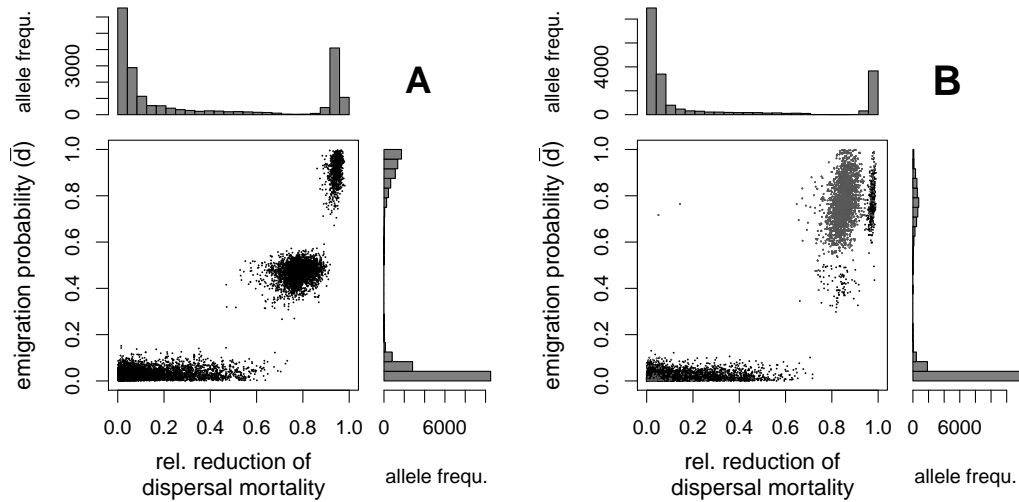 allele frequ.
0 3000
A
emigration probability (d̅)
0.0 0.2 0.4 0.6 0.8 1.0
0.0 0.2 0.4 0.6 0.8 1.0
rel. reduction of
dispersal mortality
0 6000
allele frequ.
allele frequ.
0 4000
B
emigration probability (d̅)
0.0 0.2 0.4 0.6 0.8 1.0
0.0 0.2 0.4 0.6 0.8 1.0
rel. reduction of
dispersal mortality
0 6000
allele frequ.